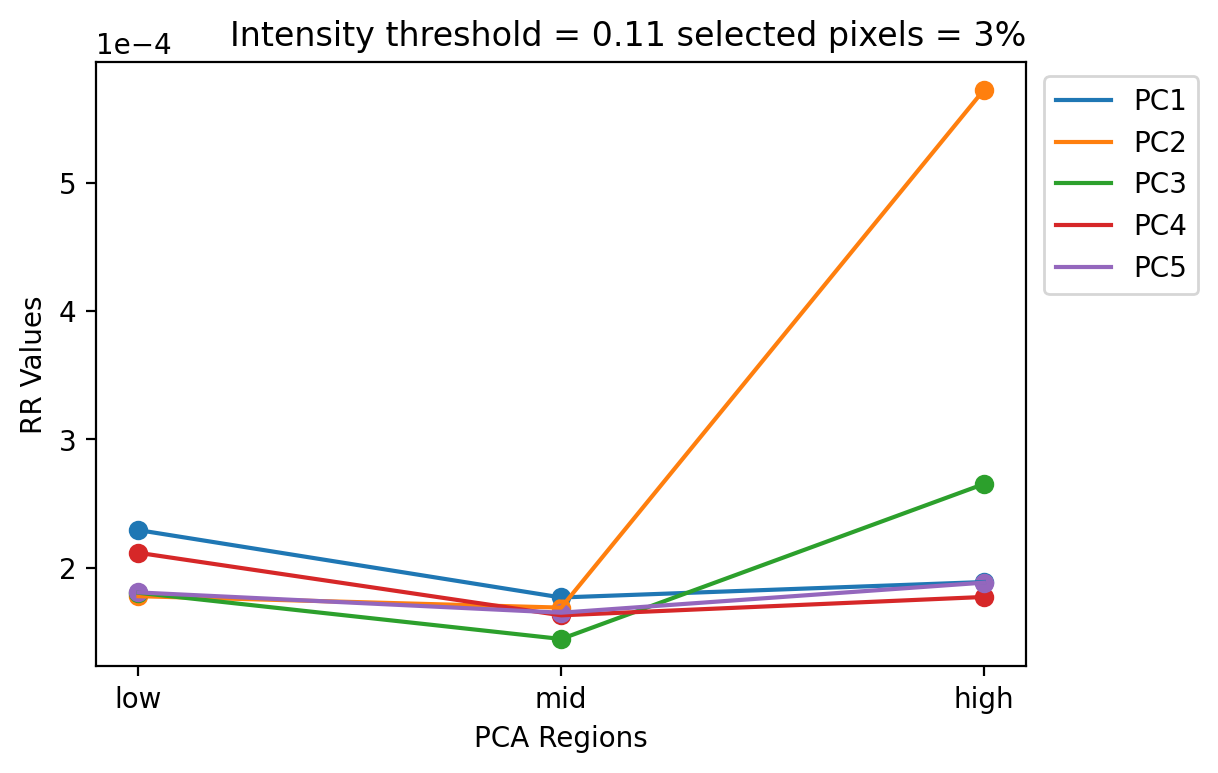 Intensity threshold = 0.11 selected pixels = 3%
1e−4
5
4
3
2
RR Values
low
mid
high
PCA Regions
PC1
PC2
PC3
PC4
PC5